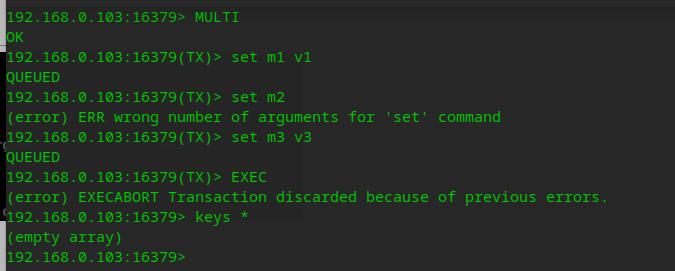 192.168.0.103:16379> MULTI
OK
192.168.0.103:16379(TX)> set m1 v1
QUEUED
192.168.0.103:16379(TX)> set m2
(error) ERR wrong number of arguments for 'set' command
192.168.0.103:16379(TX)> set m3 v3
QUEUED
192.168.0.103:16379(TX)> EXEC
(error) EXECABORT Transaction discarded because of previous errors.
192.168.0.103:16379> keys *
(empty array)
192.168.0.103:16379>